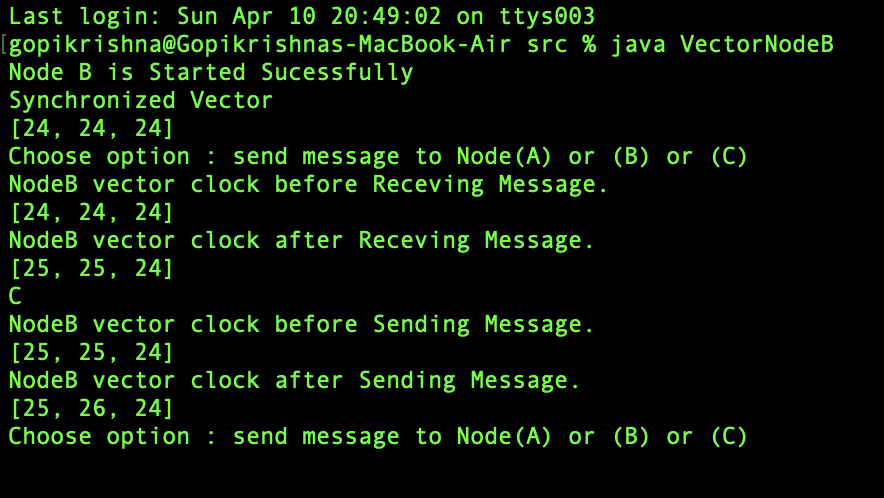 Last login: Sun Apr 10 20:49:02 on ttys003
[gopikrishna@Gopikrishnas-MacBook-Air src % java VectorNodeB
Node B is Started Sucessfully
Synchronized Vector
[24, 24, 24]
Choose option : send message to Node(A) or (B) or (C)
NodeB vector clock before Receving Message.
[24, 24, 24]
NodeB vector clock after Receving Message.
[25, 25, 24]
C
NodeB vector clock before Sending Message.
[25, 25, 24]
NodeB vector clock after Sending Message.
[25, 26, 24]
Choose option : send message to Node(A) or (B) or (C)